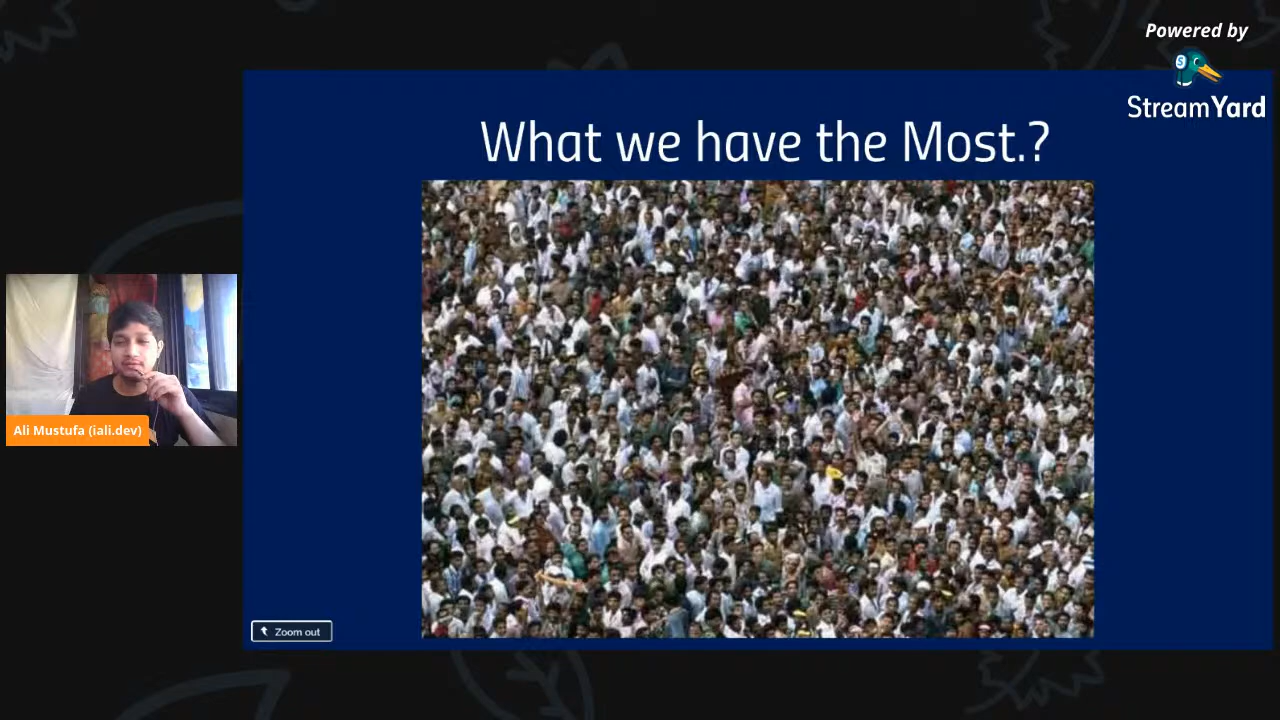 Powered by
StreamYard
What we have the Most.?
Ali Mustufa (iali.dev)
Zoom out